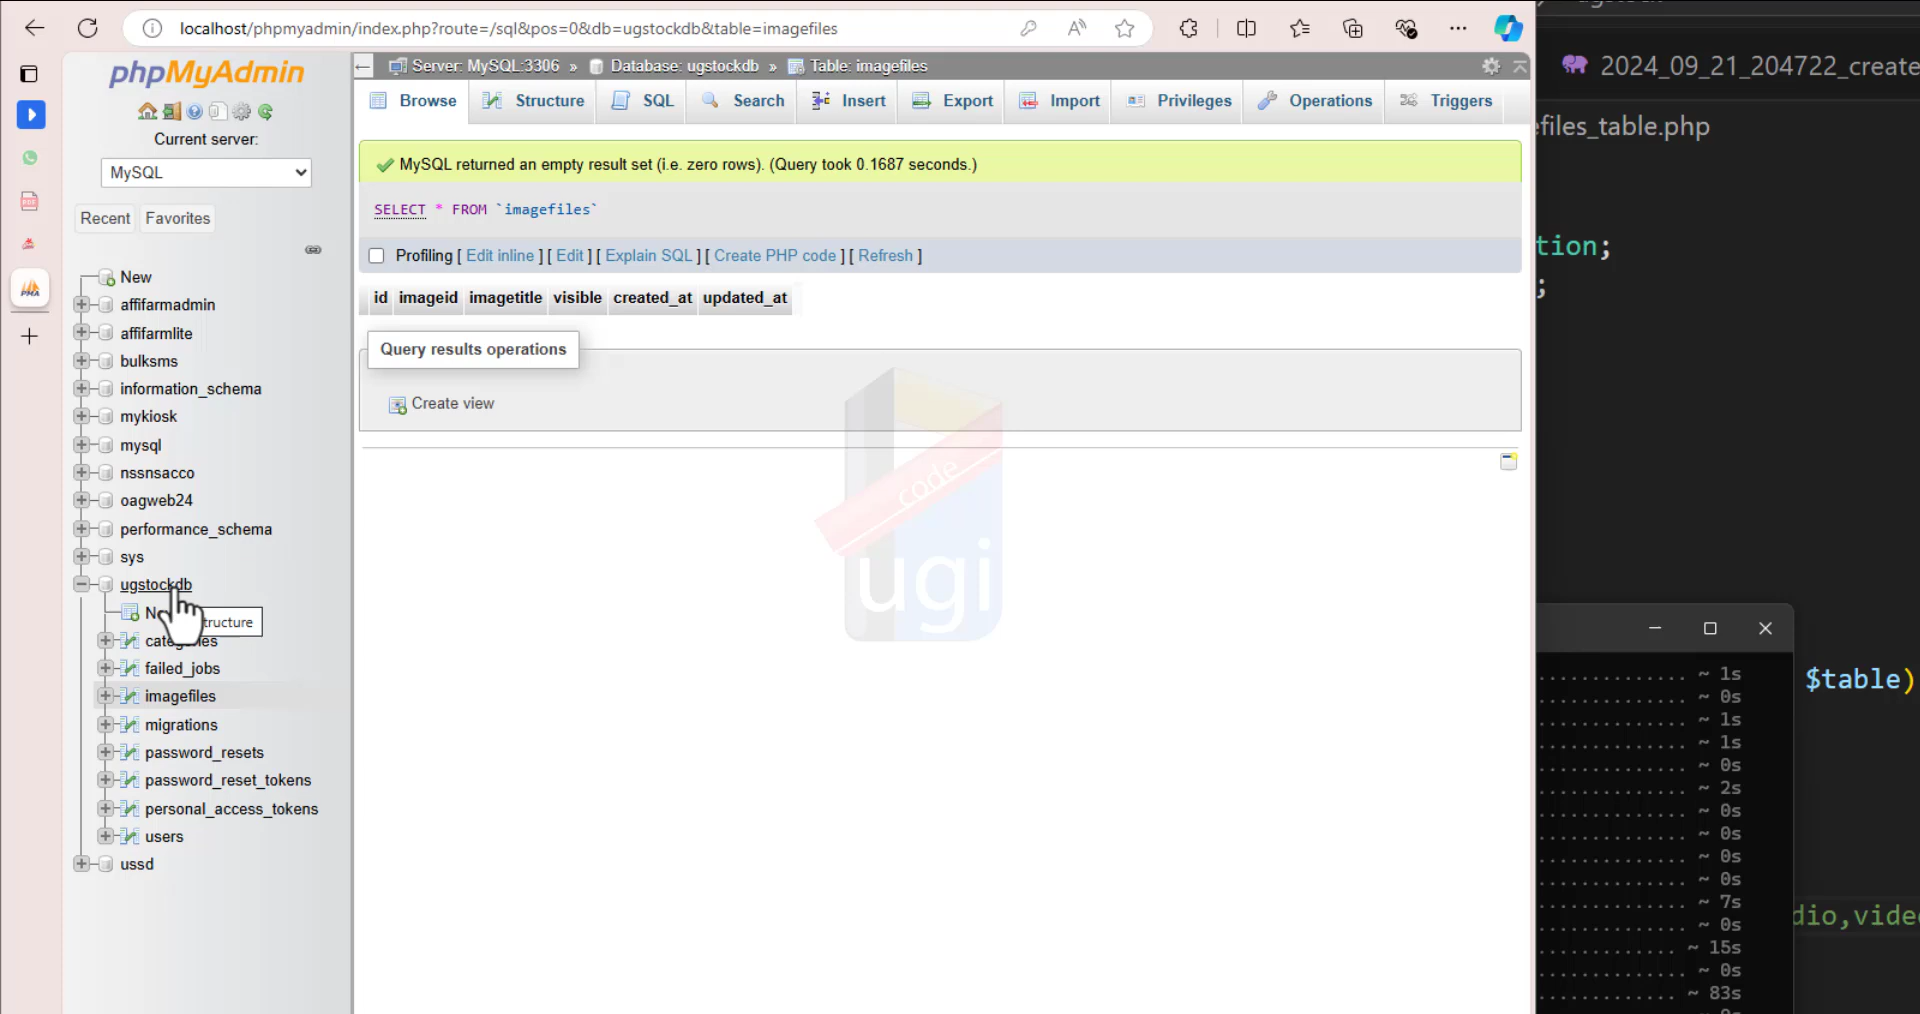 localhost/phpmyadmin/index.php?route=/sql&pos=0&db=ugstockdb&table=imagefiles
phpMyAdmin
Current server:
MySQL
Recent
Favorites
New
affifarmadmin
affifarmlite
bulksms
information_schema
mykiosk
mysql
nssnsacco
oagweb24
performance_schema
sys
ugstockdb
tructure
categories
failed_jobs
imagefiles
migrations
password_resets
password_reset_tokens
personal_access_tokens
users
ussd
Server: MySQL:3306 » Database: ugstockdb » Table: imagefiles
Browse Structure SQL Search Insert Export Import Privileges Operations Triggers
MySQL returned an empty result set (i.e. zero rows). (Query took 0.1687 seconds.)
SELECT * FROM `imagefiles`
Profiling [ Edit inline ] [ Edit ] [ Explain SQL ] [ Create PHP code ] [ Refresh ]
id imageid imagetitle visible created_at updated_at
Query results operations
Create view
code
ugi
PMA
2024_09_21_204722_create
files_table.php
tion;
;
$table)
dio,vide
~ 1s
~ 0s
~ 1s
~ 1s
~ 0s
~ 2s
~ 0s
~ 0s
~ 0s
~ 0s
~ 7s
~ 0s
~ 15s
~ 0s
~ 83s